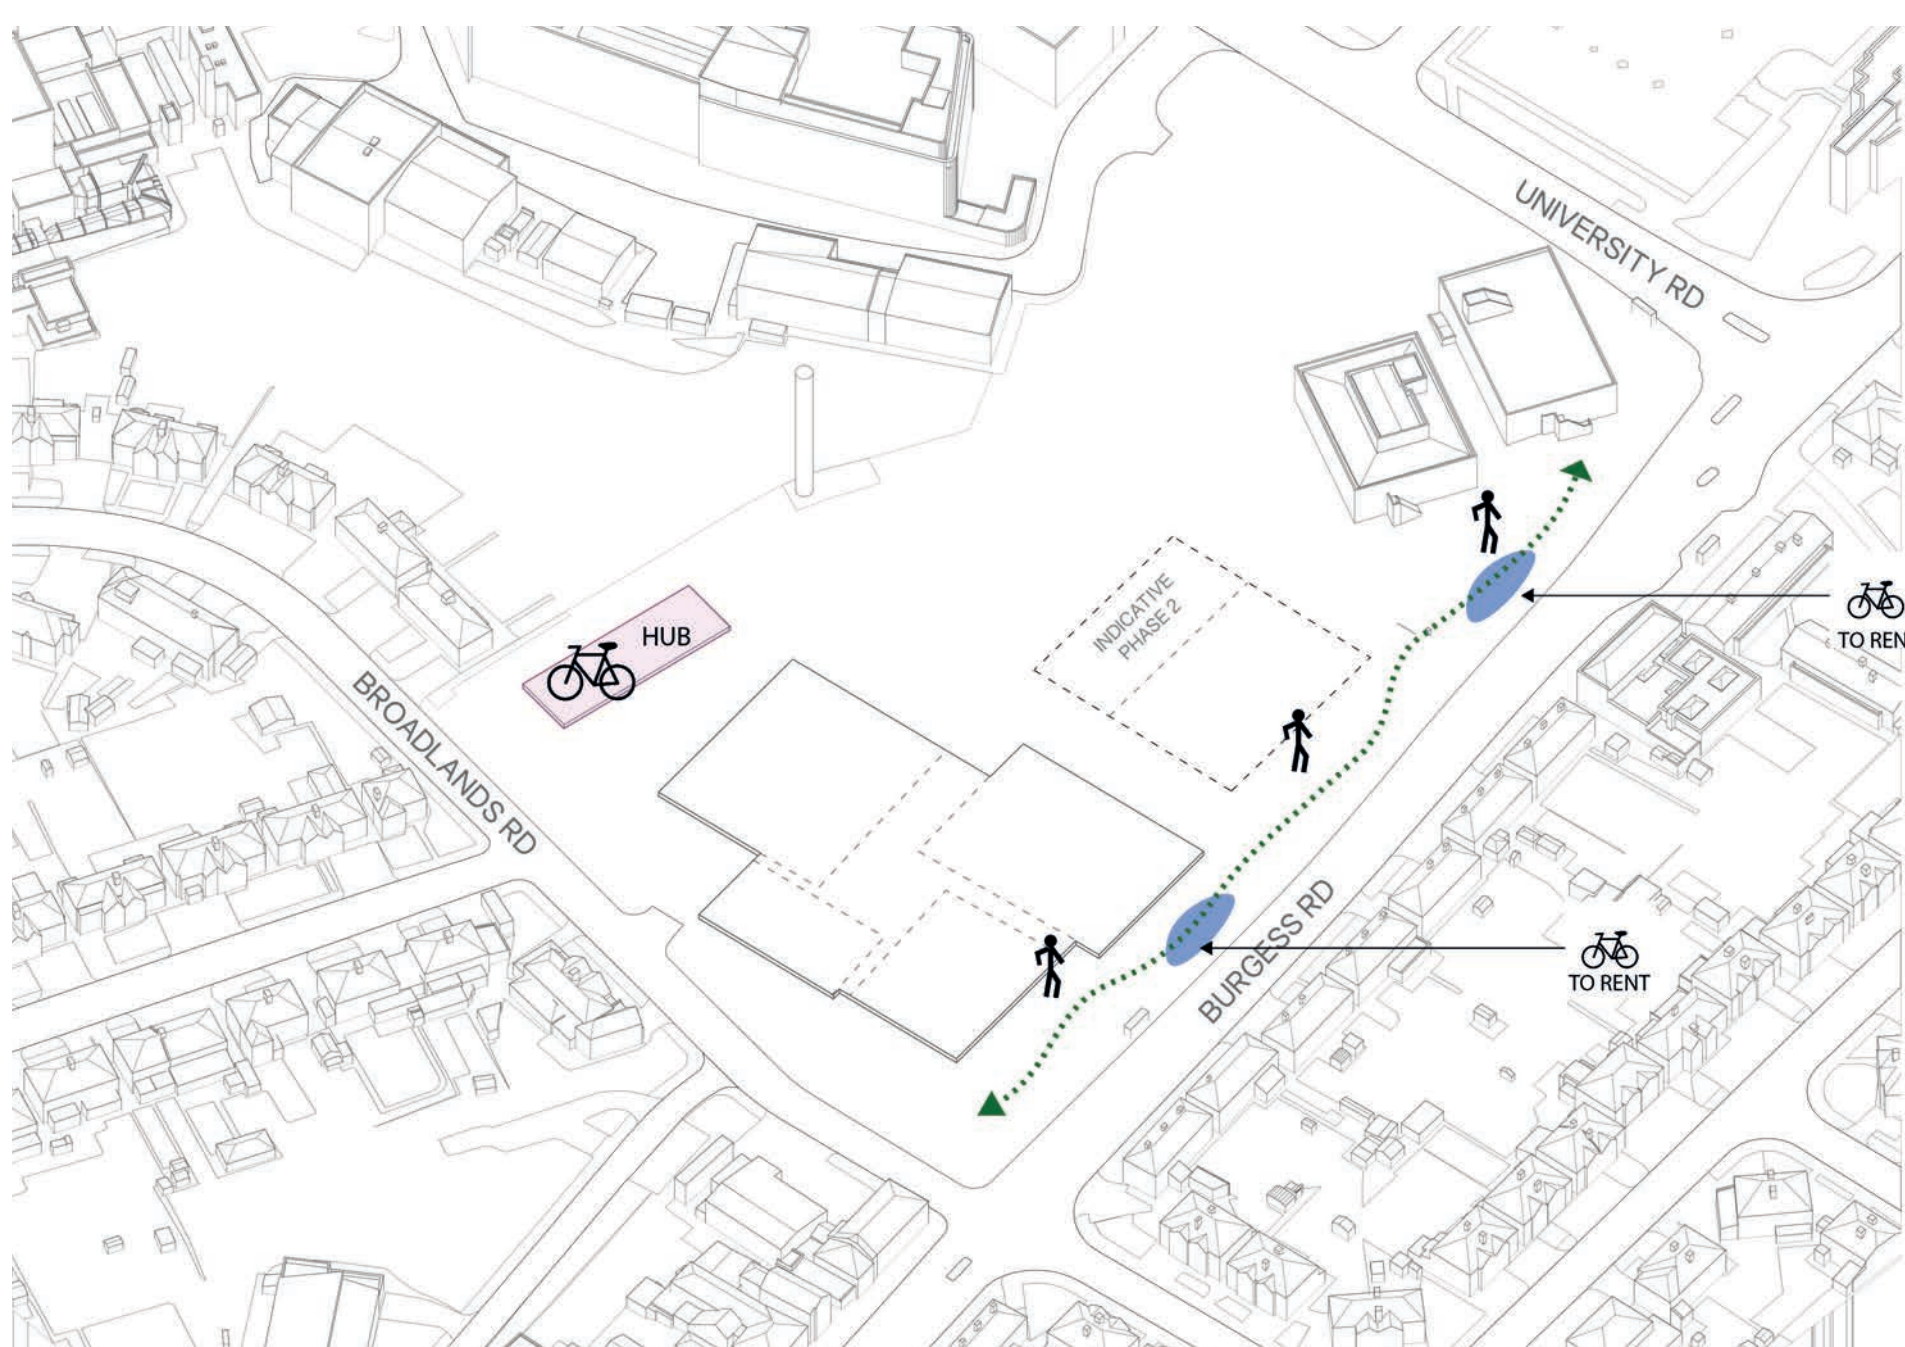 UNIVERSITY RD
INDICATIVE
PHASE 2
TO REN
HUB
BROADLANDS RD
BURGESS RD
TO RENT